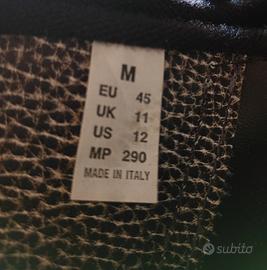 M
EU 45
UK 11
US 12
MP 290
MADE IN ITALY
subito